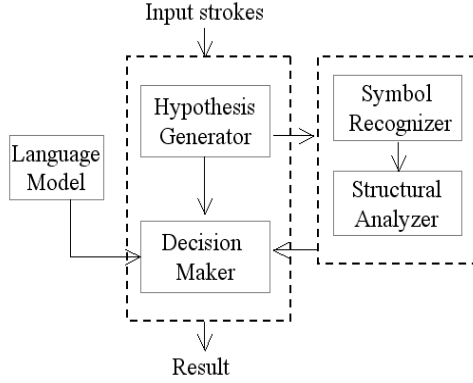 Input strokes
Hypothesis
Generator
Symbol
Recognizer
Language
Model
Structural
Analyzer
Decision
Maker
Result